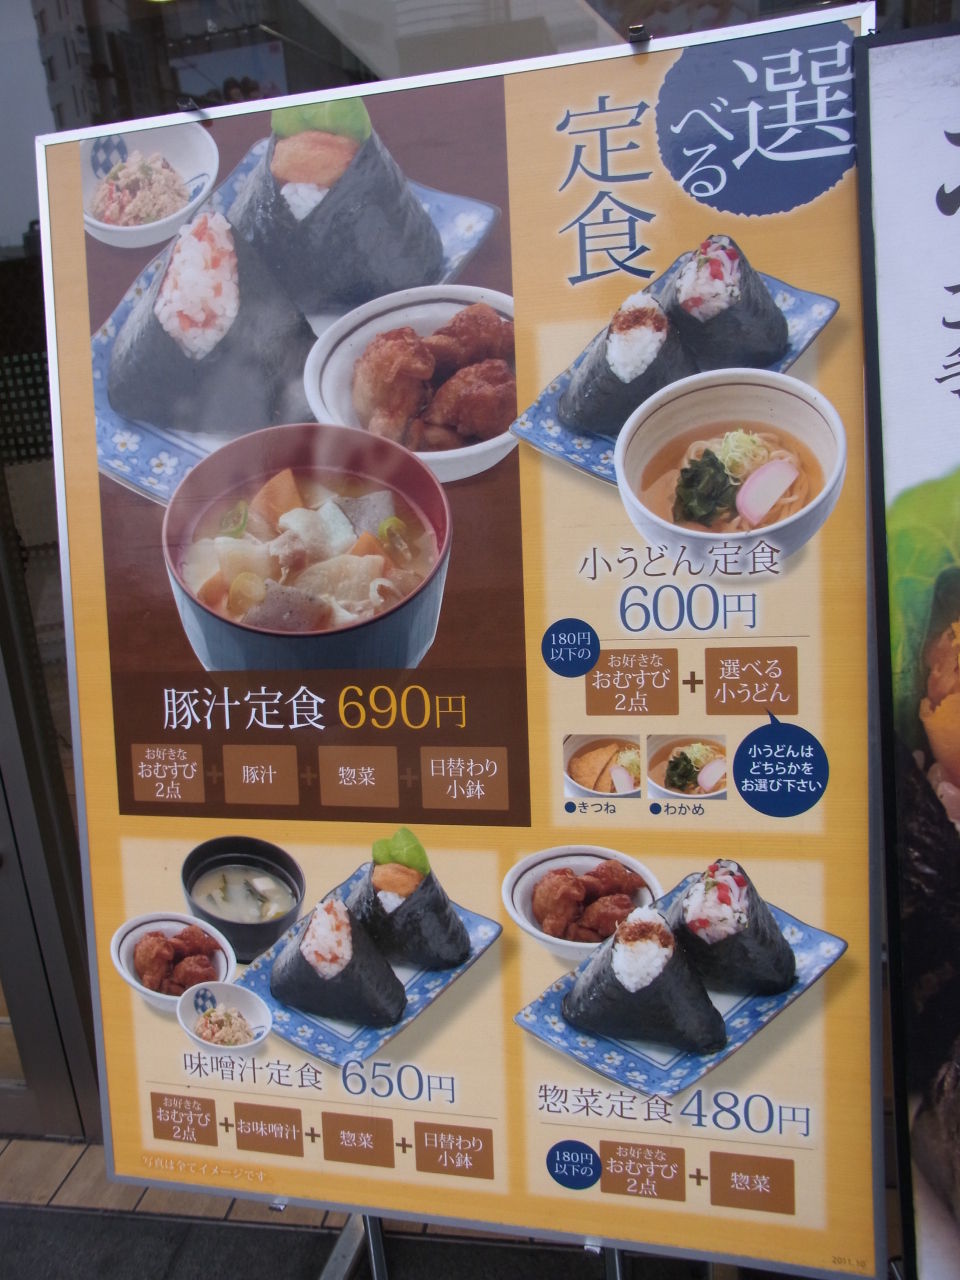 選べる
定食
豚汁定食 690円
お好きな
おむすび
2点
+
豚汁
+
惣菜
+
日替わり
小鉢
小うどん定食
600円
180円
以下の
お好きな
おむすび
2点
+
選べる
小うどん
小うどんは
どちらかを
お選び下さい
●きつね
●わかめ
味噌汁定食 650円
お好きな
おむすび
2点
+
お味噌汁
+
惣菜
+
日替わり
小鉢
写真は全てイメージです
惣菜定食 480円
180円
以下の
お好きな
おむすび
2点
+
惣菜
2011.10